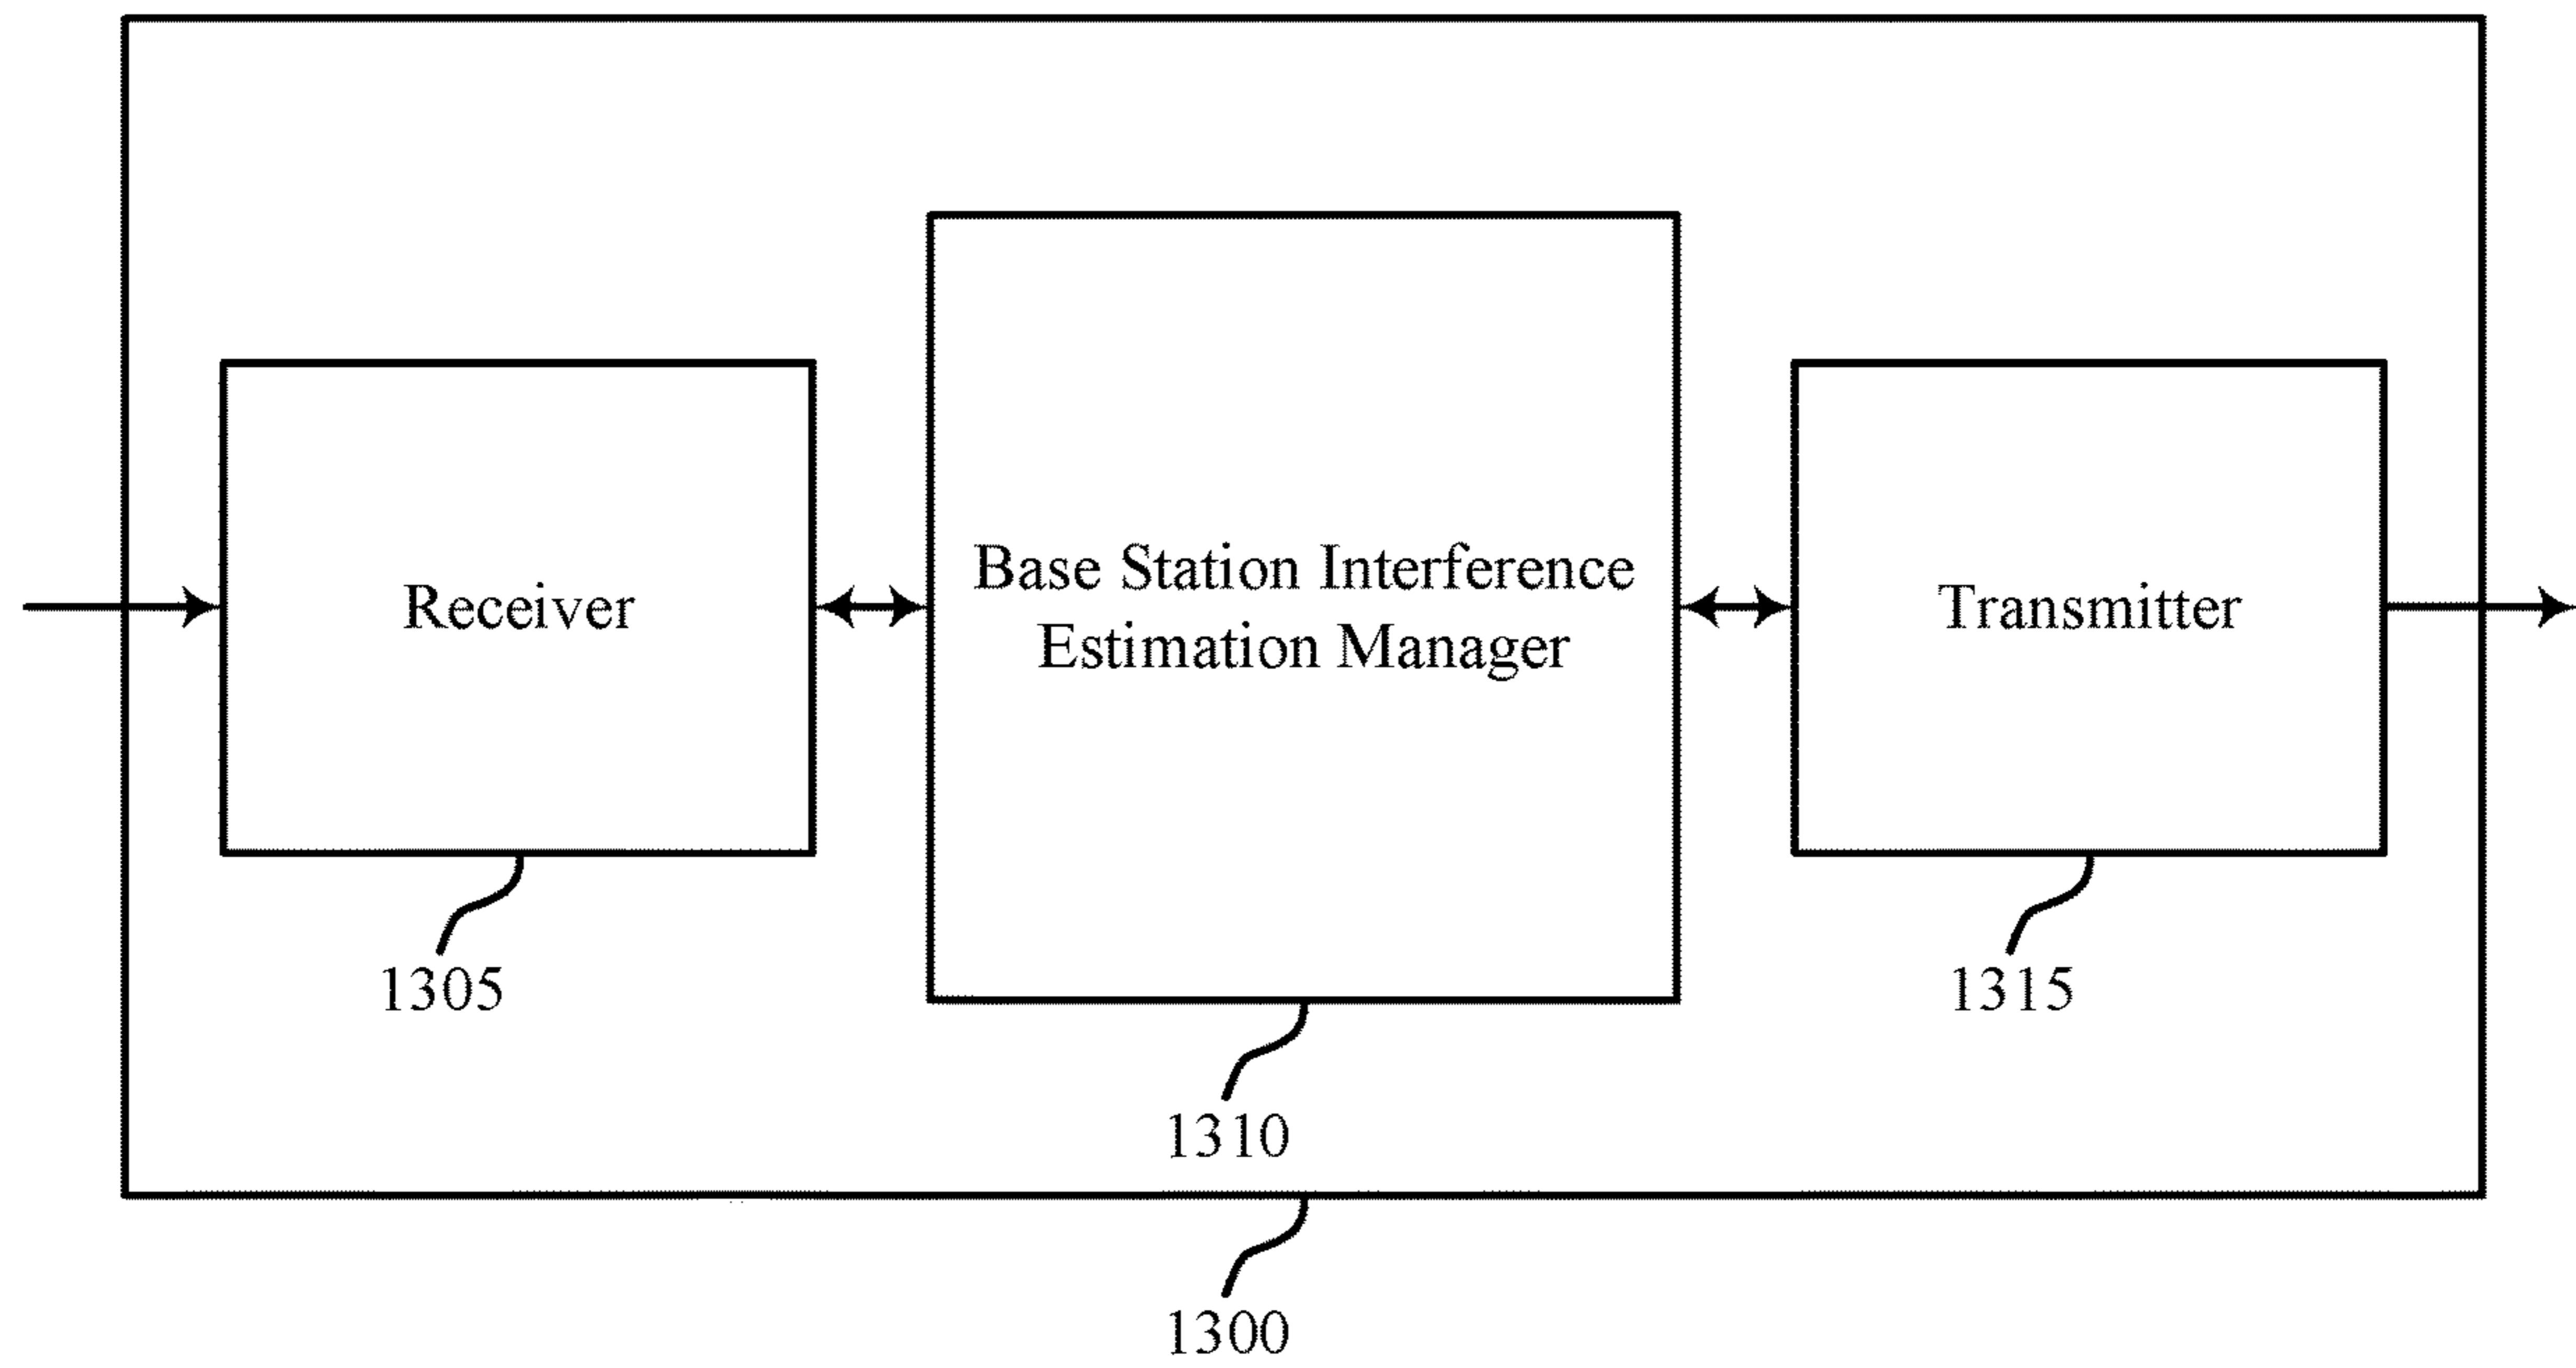 Receiver
Base Station Interference
Estimation Manager
Transmitter
1305
1315
1310
1300